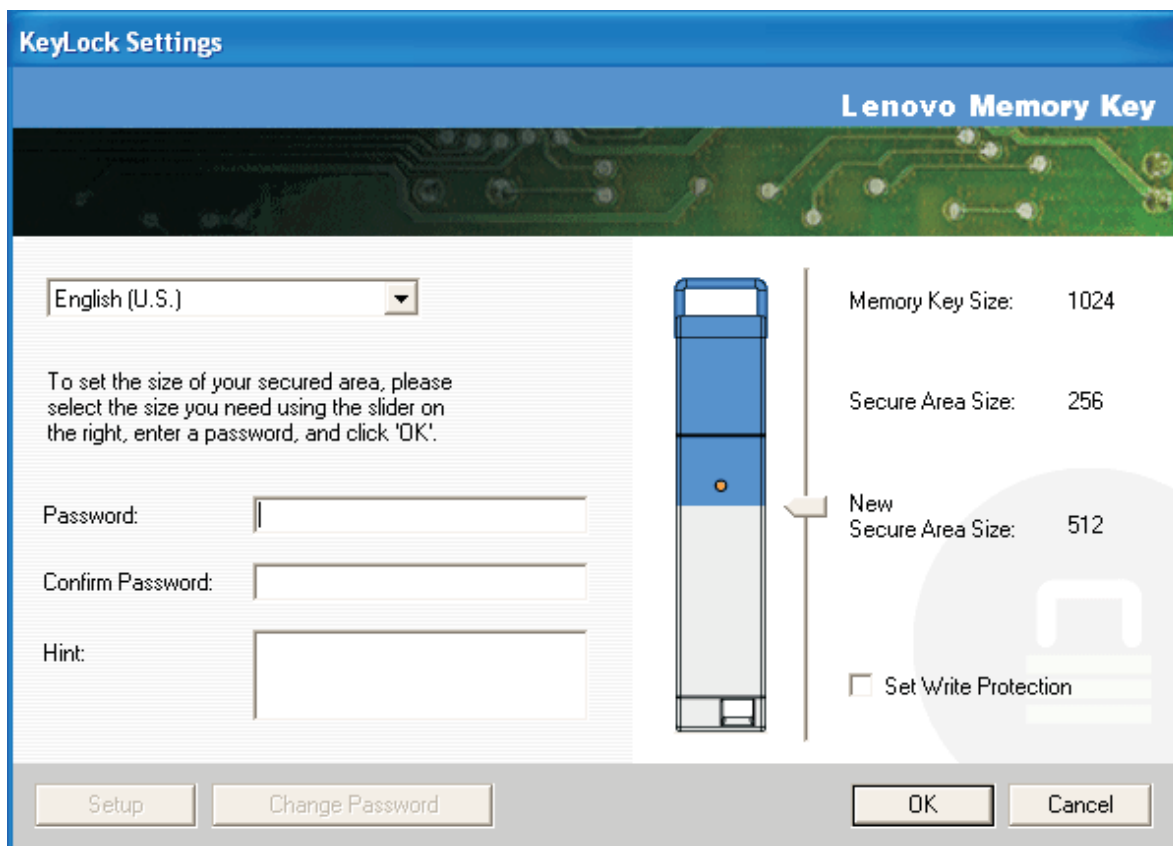 KeyLock Settings
Lenovo Memory Key
English (U.S.)
To set the size of your secured area, please
select the size you need using the slider on
the right, enter a password, and click 'OK'.
Password:
Confirm Password:
Hint:
Memory Key Size: 1024
Secure Area Size: 256
New
Secure Area Size: 512
Set Write Protection
Setup
Change Password
OK
Cancel